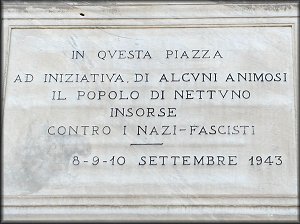 IN QVESTA PIAZZA
AD INIZIATIVA, DI ALCVNI ANIMOSI
IL POPOLO DI NETTVNO
INSORSE
CONTRO I NAZI-FASCISTI
8-9-10 SETTEMBRE 1943